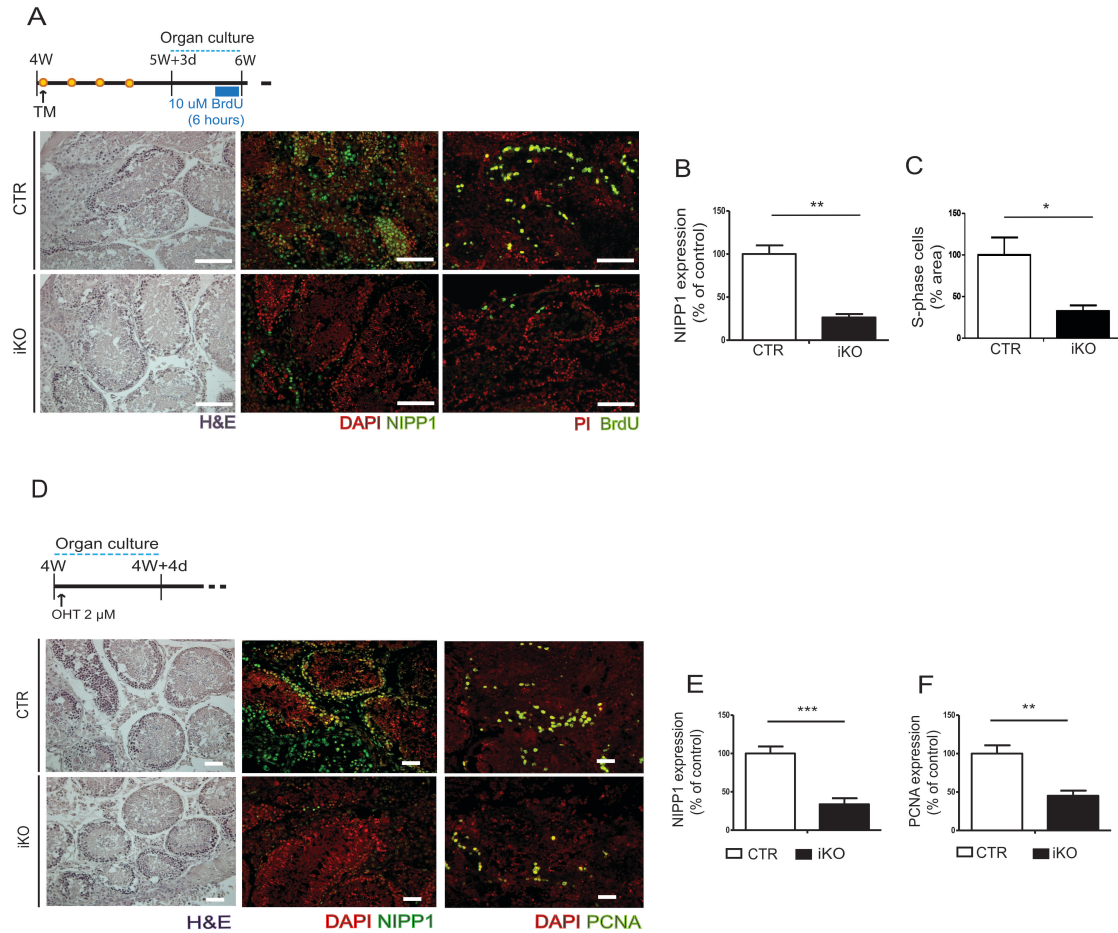 A
Organ culture
4W
5W+3d
6W
TM
10 uM BrdU
(6 hours)
CTR
iKO
H&E
DAPI NIPP1
PI BrdU
B
NIPP1 expression
(% of control)
**
150
100
50
0
CTR
iKO
C
S-phase cells
(% area)
*
150
100
50
0
CTR
iKO
D
Organ culture
4W
4W+4d
OHT 2 µM
CTR
iKO
H&E
DAPI NIPP1
DAPI PCNA
E
NIPP1 expression
(% of control)
***
150
100
50
0
CTR
iKO
F
PCNA expression
(% of control)
**
150
100
50
0
CTR
iKO